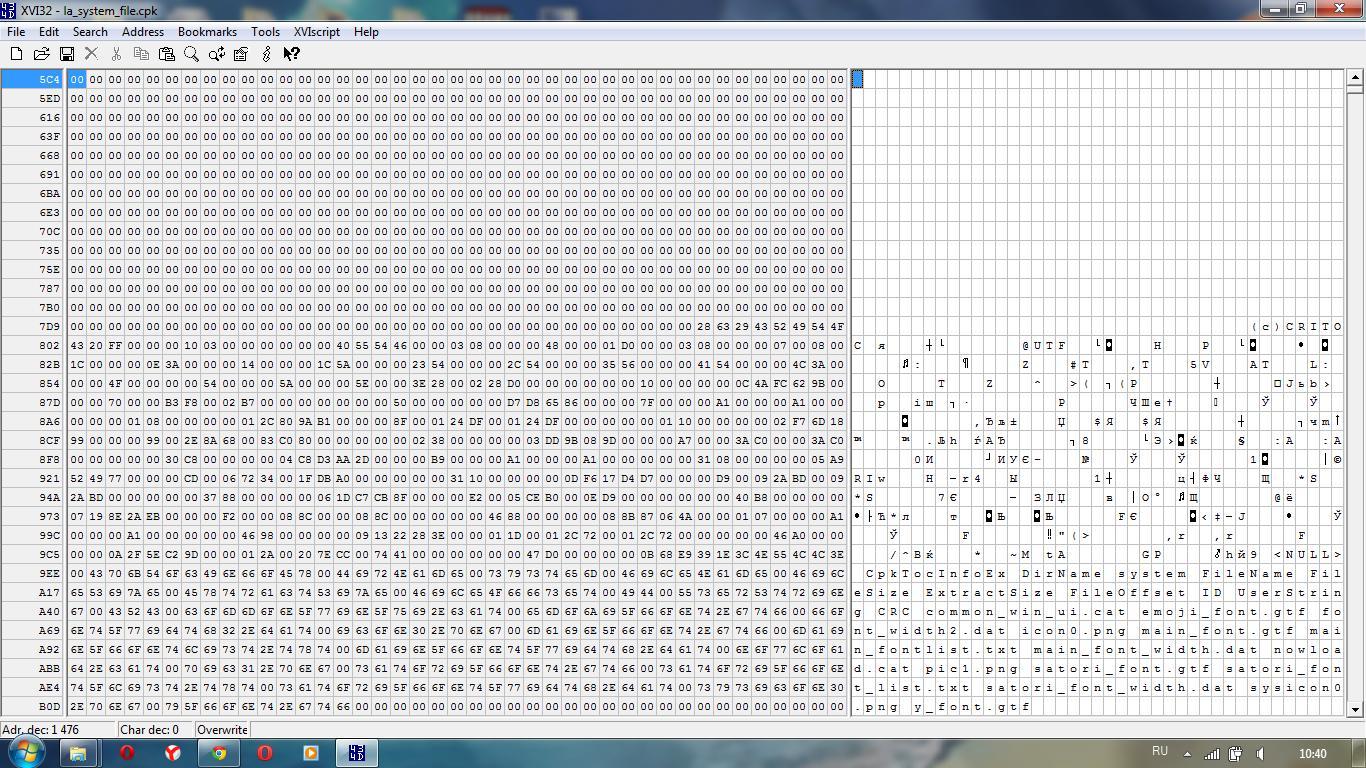 XVI32 - la_system_file.cpk
File Edit Search Address Bookmarks Tools XVIscript Help
5C4 00 00 00 00 00 00 00 00 00 00 00 00 00 00 00 00 00 00 00 00 00 00 00 00 00 00 00 00 00 00 00 00 00 00 00 00 00 00 00 00 00
5ED 00 00 00 00 00 00 00 00 00 00 00 00 00 00 00 00 00 00 00 00 00 00 00 00 00 00 00 00 00 00 00 00 00 00 00 00 00 00 00 00 00
616 00 00 00 00 00 00 00 00 00 00 00 00 00 00 00 00 00 00 00 00 00 00 00 00 00 00 00 00 00 00 00 00 00 00 00 00 00 00 00 00 00
63F 00 00 00 00 00 00 00 00 00 00 00 00 00 00 00 00 00 00 00 00 00 00 00 00 00 00 00 00 00 00 00 00 00 00 00 00 00 00 00 00 00
668 00 00 00 00 00 00 00 00 00 00 00 00 00 00 00 00 00 00 00 00 00 00 00 00 00 00 00 00 00 00 00 00 00 00 00 00 00 00 00 00 00
691 00 00 00 00 00 00 00 00 00 00 00 00 00 00 00 00 00 00 00 00 00 00 00 00 00 00 00 00 00 00 00 00 00 00 00 00 00 00 00 00 00
6BA 00 00 00 00 00 00 00 00 00 00 00 00 00 00 00 00 00 00 00 00 00 00 00 00 00 00 00 00 00 00 00 00 00 00 00 00 00 00 00 00 00
6E3 00 00 00 00 00 00 00 00 00 00 00 00 00 00 00 00 00 00 00 00 00 00 00 00 00 00 00 00 00 00 00 00 00 00 00 00 00 00 00 00 00
70C 00 00 00 00 00 00 00 00 00 00 00 00 00 00 00 00 00 00 00 00 00 00 00 00 00 00 00 00 00 00 00 00 00 00 00 00 00 00 00 00 00
735 00 00 00 00 00 00 00 00 00 00 00 00 00 00 00 00 00 00 00 00 00 00 00 00 00 00 00 00 00 00 00 00 00 00 00 00 00 00 00 00 00
75E 00 00 00 00 00 00 00 00 00 00 00 00 00 00 00 00 00 00 00 00 00 00 00 00 00 00 00 00 00 00 00 00 00 00 00 00 00 00 00 00 00
787 00 00 00 00 00 00 00 00 00 00 00 00 00 00 00 00 00 00 00 00 00 00 00 00 00 00 00 00 00 00 00 00 00 00 00 00 00 00 00 00 00
7B0 00 00 00 00 00 00 00 00 00 00 00 00 00 00 00 00 00 00 00 00 00 00 00 00 00 00 00 00 00 00 00 00 00 00 00 00 00 00 00 00 00
7D9 00 00 00 00 00 00 00 00 00 00 00 00 00 00 00 00 00 00 00 00 00 00 00 00 00 00 00 00 00 00 00 00 00 28 63 29 43 52 49 54 4F (c)CRITO
802 43 20 FF 00 00 00 10 03 00 00 00 00 00 00 40 55 54 46 00 00 03 08 00 00 00 48 00 00 01 D0 00 00 03 08 00 00 00 07 00 08 00 C я @UTF H Р
82B 1C 00 00 00 0E 3A 00 00 00 14 00 00 00 1C 5A 00 00 00 23 54 00 00 00 2C 54 00 00 00 35 56 00 00 00 41 54 00 00 00 4C 3A 00 : Z #T ,T 5V AT L:
854 00 00 4F 00 00 00 00 54 00 00 00 5A 00 00 00 5E 00 00 3E 28 00 02 28 D0 00 00 00 00 00 00 10 00 00 00 00 0C 4A FC 62 9B 00 O T Z ^ >( (Р Jьb›
87D 00 00 70 00 00 B3 F8 00 02 B7 00 00 00 00 00 00 00 50 00 00 00 00 00 D7 D8 65 86 00 00 00 7F 00 00 00 A1 00 00 00 A1 00 00 p іш · P ЧШe† Ў Ў
8A6 00 00 00 01 08 00 00 00 00 01 2C 80 9A B1 00 00 00 8F 00 01 24 DF 00 01 24 DF 00 00 00 00 00 01 10 00 00 00 00 02 F7 6D 18 ,Ђљ± Џ $Я $Я чm↑
8CF 99 00 00 00 99 00 2E 8A 68 00 83 C0 80 00 00 00 00 00 02 38 00 00 00 00 03 DD 9B 08 9D 00 00 00 A7 00 00 3A C0 00 00 3A C0 ™ ™ .Љh ѓАЂ 8 Э›ќ § :А :А
8F8 00 00 00 00 00 30 C8 00 00 00 00 04 C8 D3 AA 2D 00 00 00 B9 00 00 00 A1 00 00 00 A1 00 00 00 00 00 31 08 00 00 00 00 05 A9 0И ИУЄ- № Ў Ў 1 ©
921 52 49 77 00 00 00 CD 00 06 72 34 00 1F DB A0 00 00 00 00 00 31 10 00 00 00 00 0D F6 17 D4 D7 00 00 00 D9 00 09 2A BD 00 09 RIw
94A 2A BD 00 00 00 00 00 37 88 00 00 00 00 06 1D C7 CB 8F 00 00 00 E2 00 05 CE B0 00 0E D9 00 00 00 00 00 00 40 B8 00 00 00 00
973 07 19 8E 2A EB 00 00 00 F2 00 00 08 8C 00 00 08 8C 00 00 00 00 00 46 88 00 00 00 00 08 8B 87 06 4A 00 00 01 07 00 00 00 A1
99C 00 00 00 A1 00 00 00 00 00 46 98 00 00 00 00 09 13 22 28 3E 00 00 01 1D 00 01 2C 72 00 01 2C 72 00 00 00 00 00 46 A0 00 00 Ў F ‼"(> ,r ,r F
9C5 00 00 0A 2F 5E C2 9D 00 00 01 2A 00 20 7E CC 00 74 41 00 00 00 00 00 47 D0 00 00 00 00 0B 68 E9 39 1E 3C 4E 55 4C 4C 3E /^Вќ * ~М tA GР ♂hй9 <NULL>
9EE 00 43 70 6B 54 6F 63 49 6E 66 6F 45 78 00 44 69 72 4E 61 6D 65 00 73 79 73 74 65 6D 00 46 69 6C 65 4E 61 6D 65 00 46 69 6C CpkTocInfoEx DirName system FileName Fil
A17 65 53 69 7A 65 00 45 78 74 72 61 63 74 53 69 7A 65 00 46 69 6C 65 4F 66 66 73 65 74 00 49 44 00 55 73 65 72 53 74 72 69 6E eSize ExtractSize FileOffset ID UserStrin
A40 67 00 43 52 43 00 63 6F 6D 6D 6F 6E 5F 77 69 6E 5F 75 69 2E 63 61 74 00 65 6D 6F 6A 69 5F 66 6F 6E 74 2E 67 74 66 00 66 6F g CRC common_win_ui.cat emoji_font.gtf fo
A69 6E 74 5F 77 69 64 74 68 32 2E 64 61 74 00 69 63 6F 6E 30 2E 70 6E 67 00 6D 61 69 6E 5F 66 6F 6E 74 2E 67 74 66 00 6D 61 69 nt_width2.dat icon0.png main_font.gtf mai
A92 6E 5F 66 6F 6E 74 6C 69 73 74 2E 74 78 74 00 6D 61 69 6E 5F 66 6F 6E 74 5F 77 69 64 74 68 2E 64 61 74 00 6E 6F 77 6C 6F 61 n_fontlist.txt main_font_width.dat nowloa
ABB 64 2E 63 61 74 00 70 69 63 31 2E 70 6E 67 00 73 61 74 6F 72 69 5F 66 6F 6E 74 2E 67 74 66 00 73 61 74 6F 72 69 5F 66 6F 6E d.cat pic1.png satori_font.gtf satori_fon
AE4 74 5F 6C 69 73 74 2E 74 78 74 00 73 61 74 6F 72 69 5F 66 6F 6E 74 5F 77 69 64 74 68 2E 64 61 74 00 73 79 73 69 63 6F 6E 30 t_list.txt satori_font_width.dat sysicon0
B0D 2E 70 6E 67 00 79 5F 66 6F 6E 74 2E 67 74 66 00 00 00 00 00 00 00 00 00 00 00 00 00 00 00 00 00 00 00 00 00 00 00 00 00 00 .png y_font.gtf
Adr. dec: 1 476 Char dec: 0 Overwrite
RU 10:40